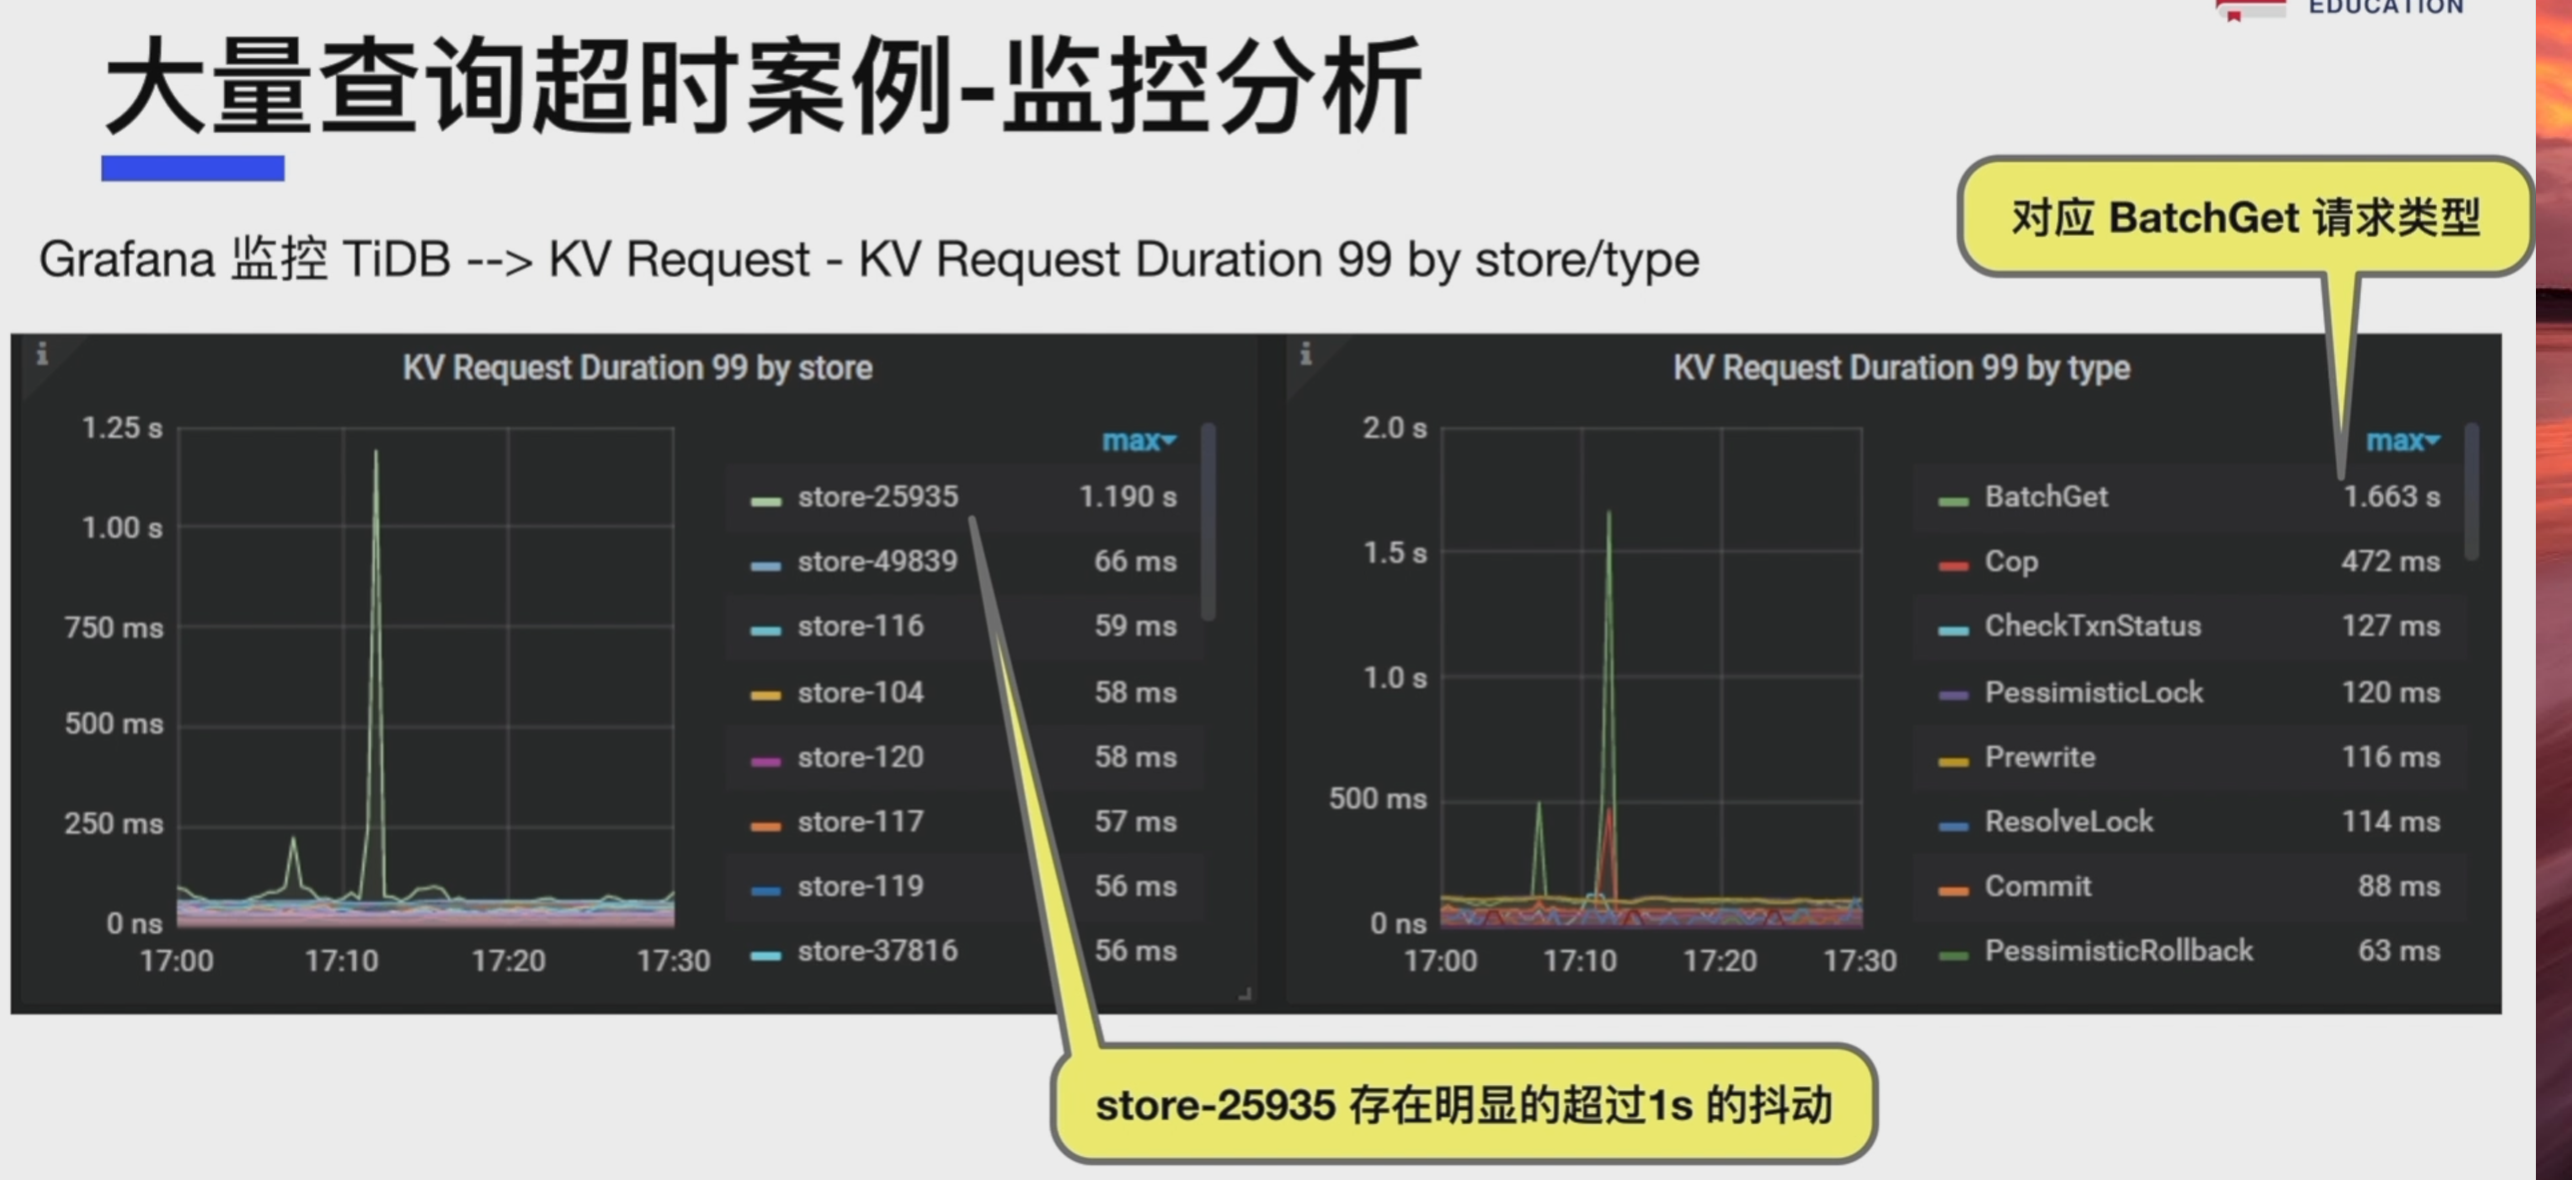 EDUCATION
大量查询超时案例-监控分析
对应 BatchGet 请求类型
Grafana 监控 TiDB --> KV Request - KV Request Duration 99 by store/type
KV Request Duration 99 by store
1.25 s
1.00 s
750 ms
500 ms
250 ms
0 ns
17:00 17:10 17:20 17:30
max
store-25935 1.190 s
store-49839 66 ms
store-116 59 ms
store-104 58 ms
store-120 58 ms
store-117 57 ms
store-119 56 ms
store-37816 56 ms
KV Request Duration 99 by type
2.0 s
1.5 s
1.0 s
500 ms
0 ns
17:00 17:10 17:20 17:30
max
BatchGet 1.663 s
Cop 472 ms
CheckTxnStatus 127 ms
PessimisticLock 120 ms
Prewrite 116 ms
ResolveLock 114 ms
Commit 88 ms
PessimisticRollback 63 ms
store-25935 存在明显的超过1s 的抖动